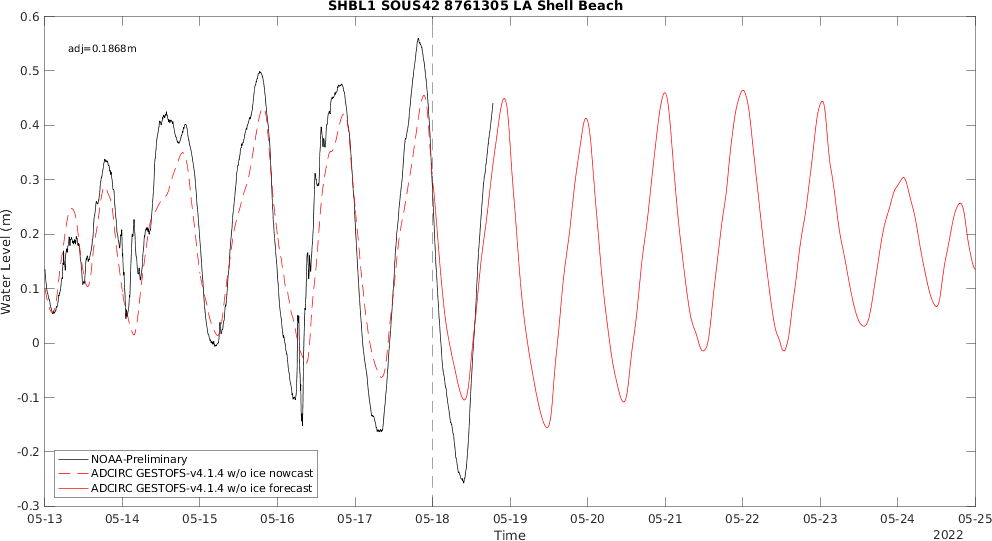 SHBL1 SOUS42 8761305 LA Shell Beach
adj=0.1868m
Water Level (m)
0.6
0.5
0.4
0.3
0.2
0.1
0
-0.1
-0.2
-0.3
NOAA-Preliminary
ADCIRC GESTOFS-v4.1.4 w/o ice nowcast
ADCIRC GESTOFS-v4.1.4 w/o ice forecast
05-13 05-14 05-15 05-16 05-17 05-18 05-19 05-20 05-21 05-22 05-23 05-24 05-25
Time
2022